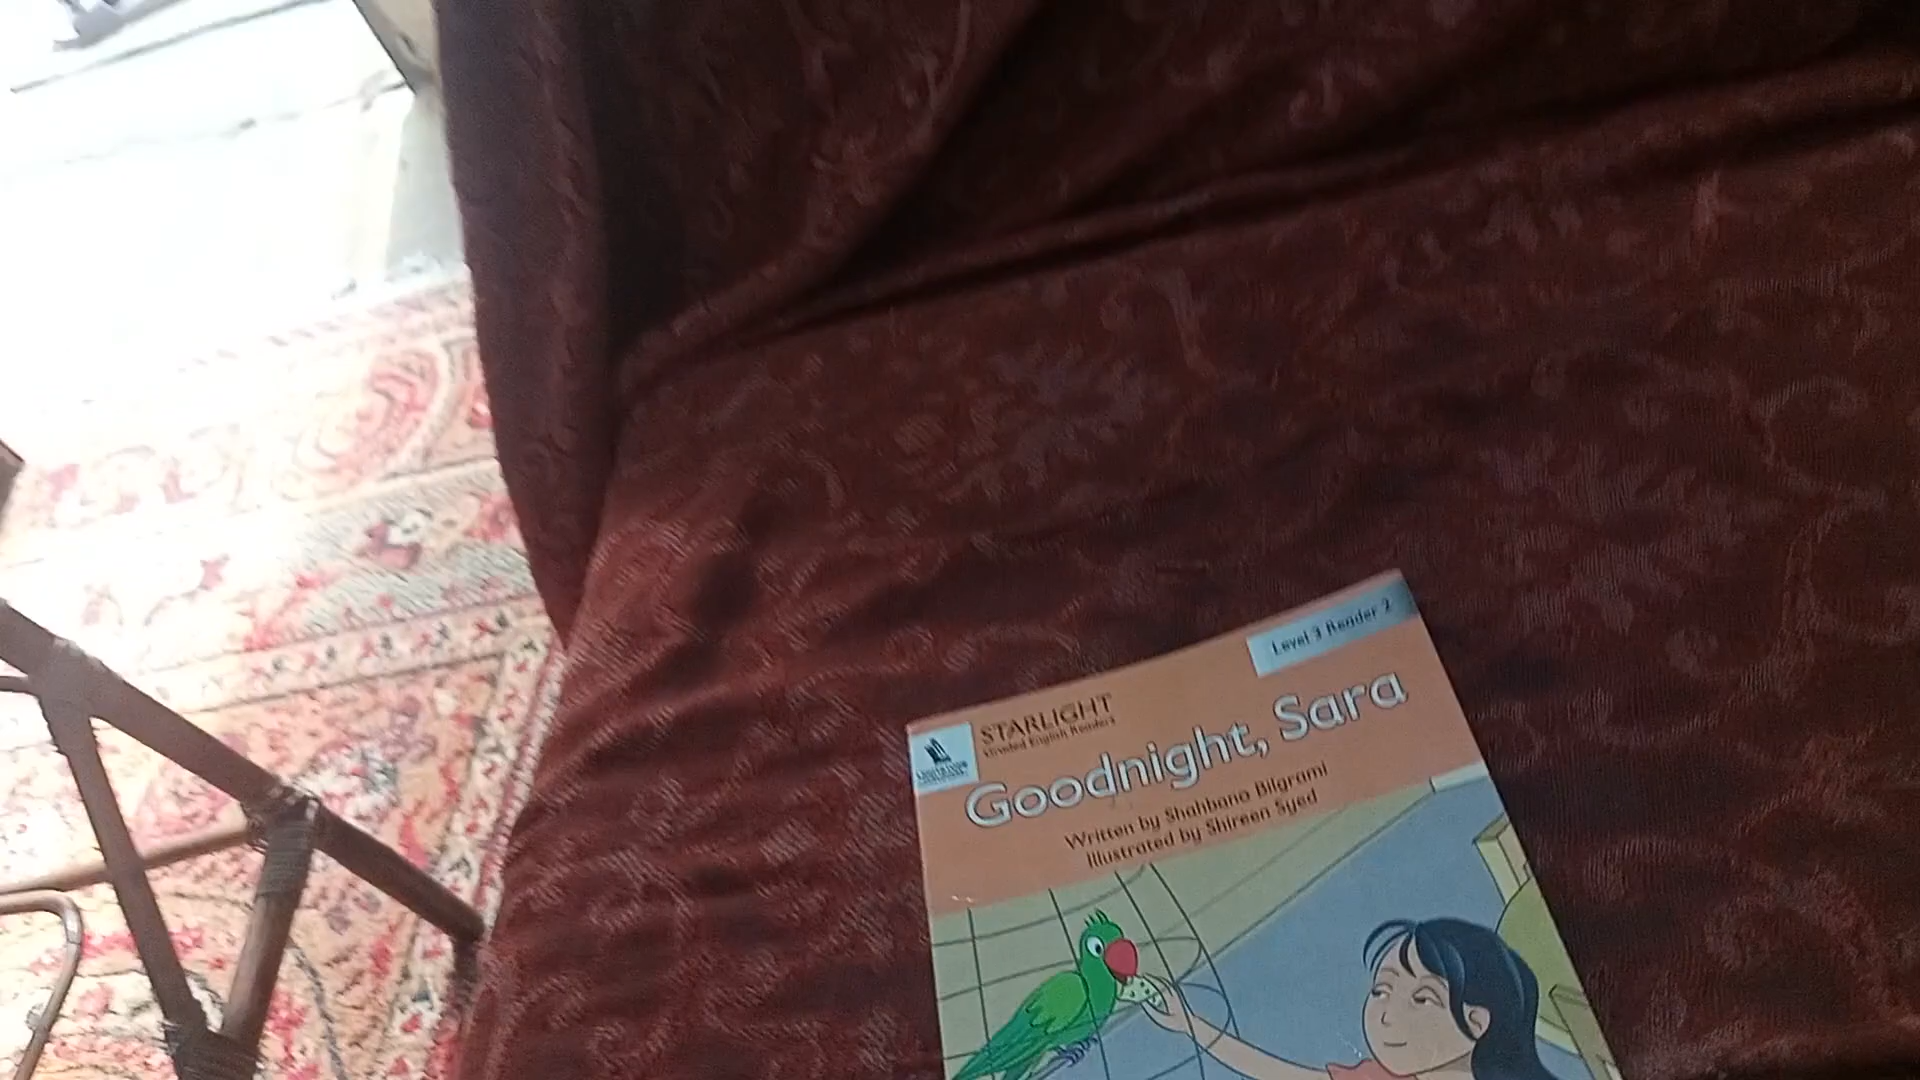 Level 3 Reader 2
STARLIGHT
Graded English Readers
Goodnight, Sara
Written by Shahbano Bilgrami
Illustrated by Shireen Syed